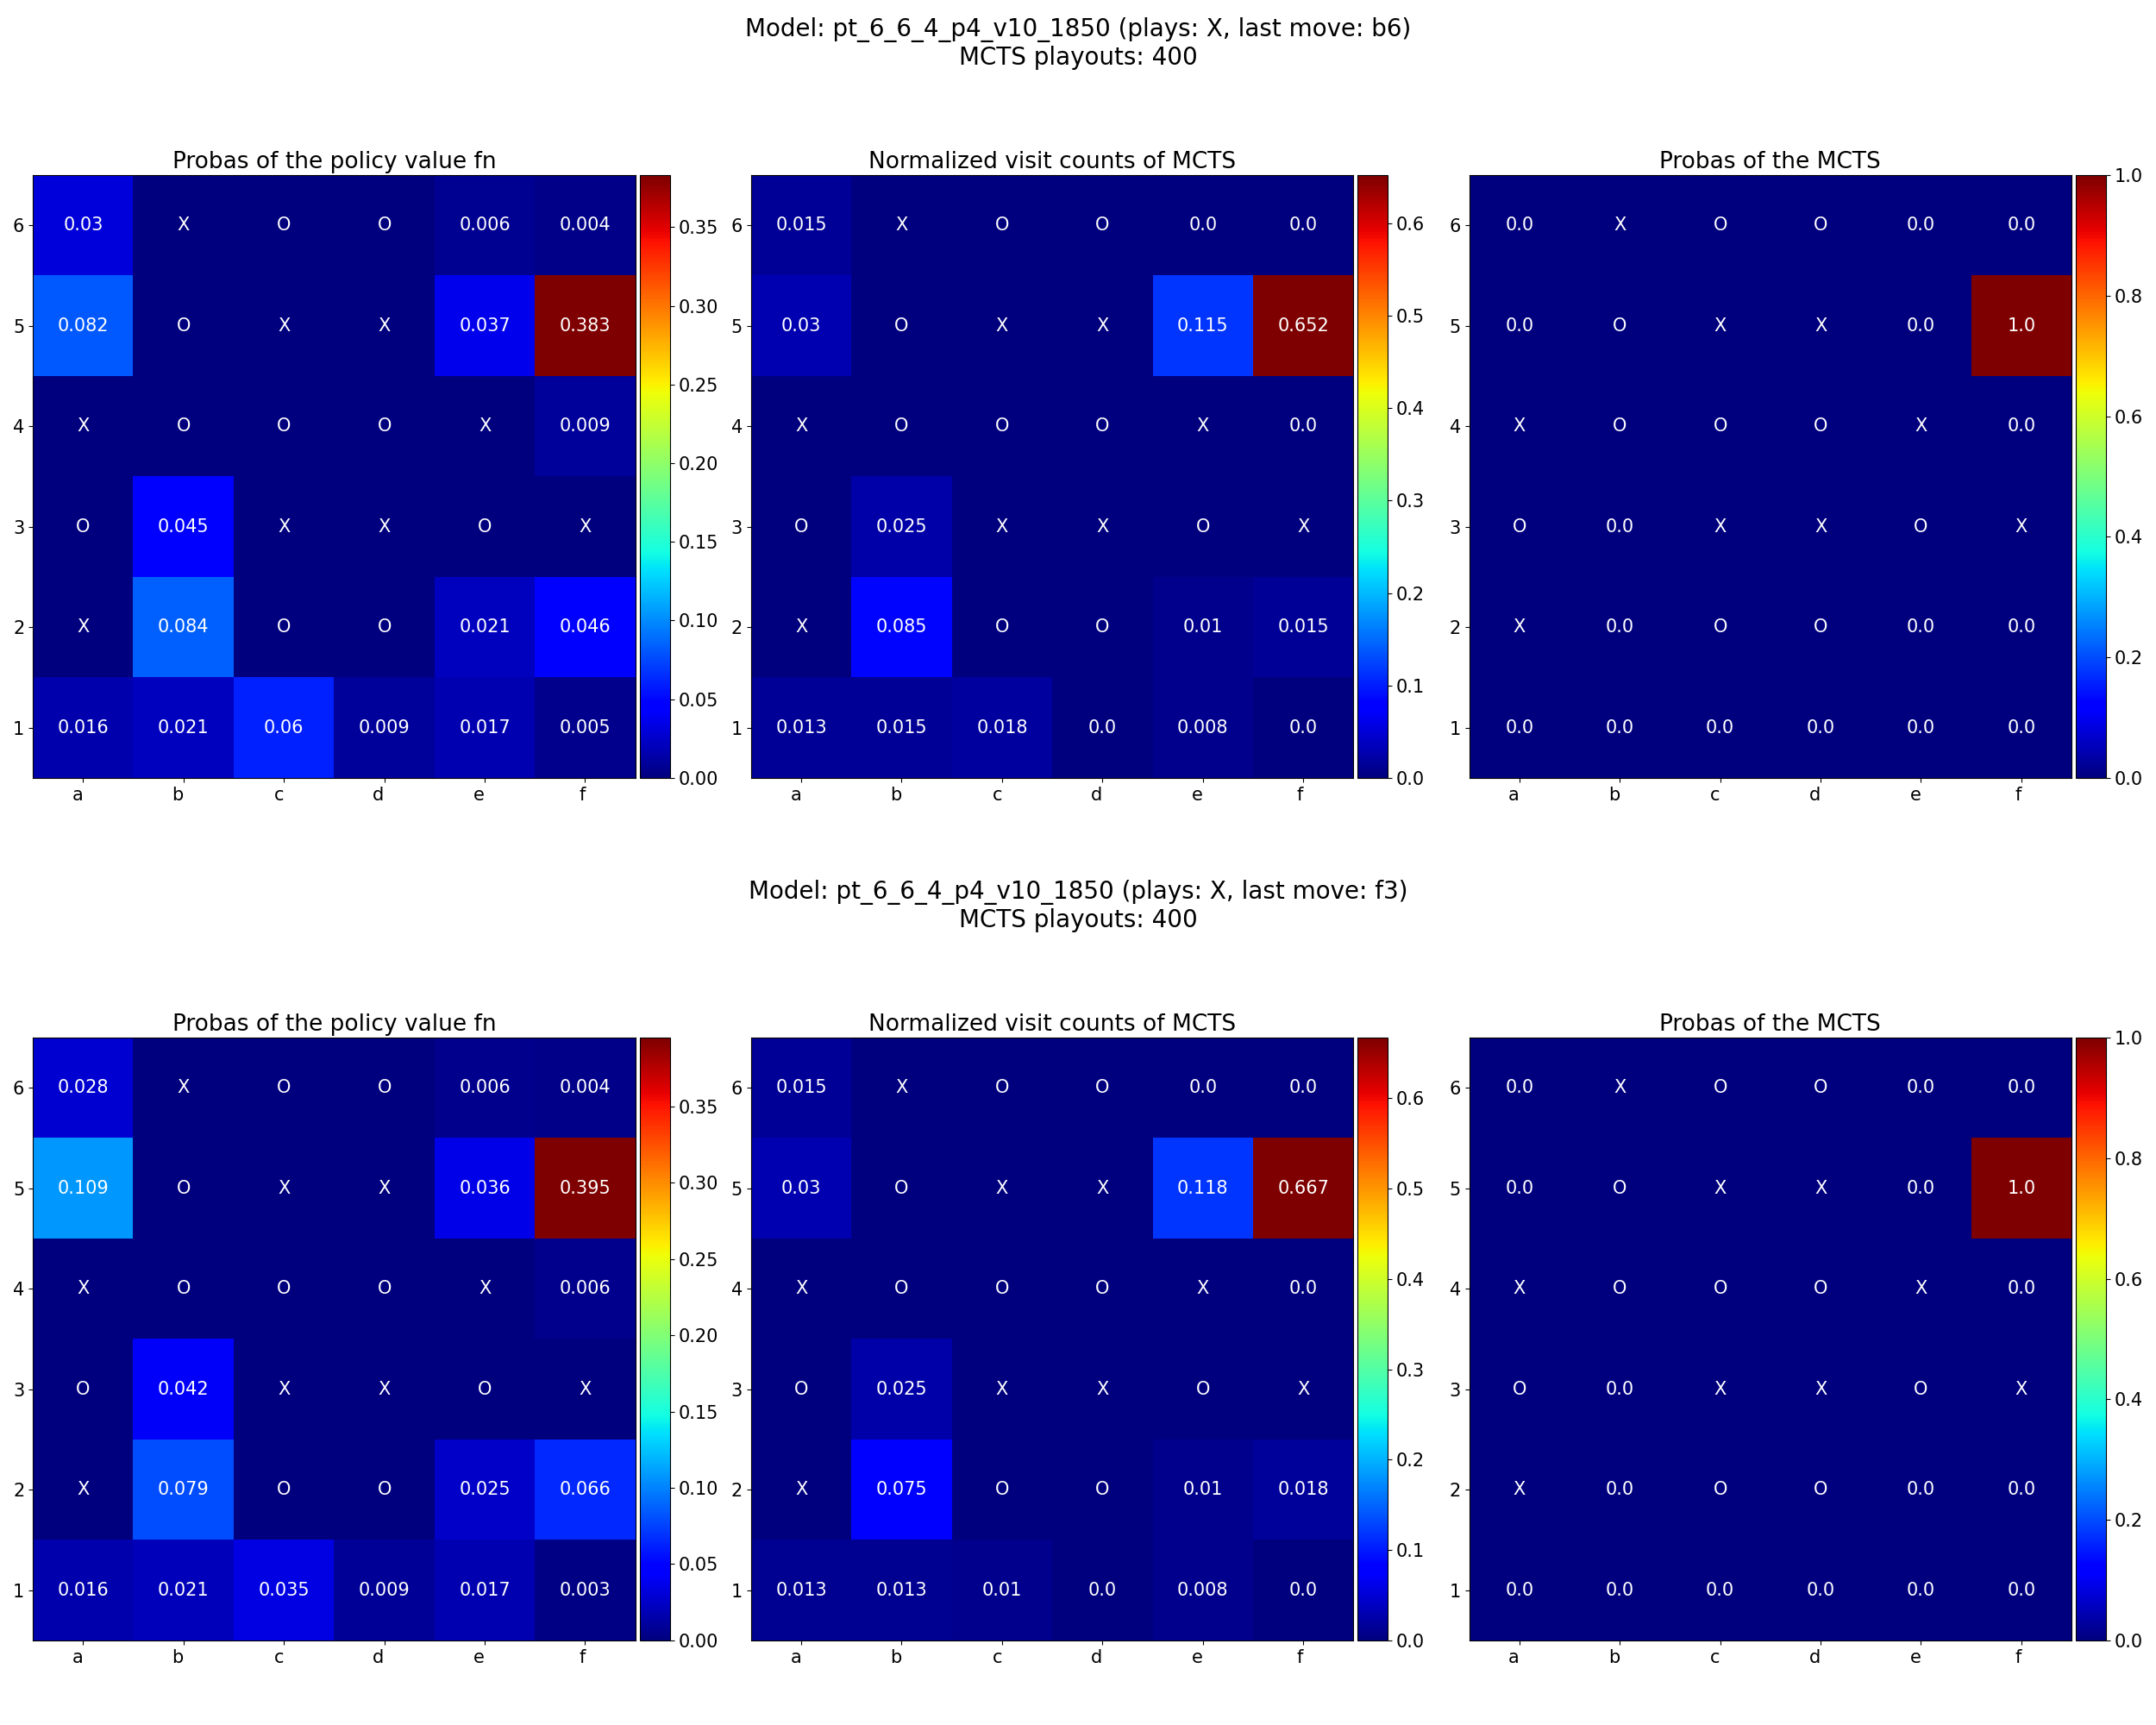 Model: pt_6_6_4_p4_v10_1850 (plays: X, last move: b6)
MCTS playouts: 400
Probas of the policy value fn
6 0.03 X O O 0.006 0.004
5 0.082 O X X 0.037 0.383
4 X O O O X 0.009
3 O 0.045 X X O X
2 X 0.084 O O 0.021 0.046
1 0.016 0.021 0.06 0.009 0.017 0.005
a b c d e f
0.35
0.30
0.25
0.20
0.15
0.10
0.05
0.00
Normalized visit counts of MCTS
6 0.015 X O O 0.0 0.0
5 0.03 O X X 0.115 0.652
4 X O O O X 0.0
3 O 0.025 X X O X
2 X 0.085 O O 0.01 0.015
1 0.013 0.015 0.018 0.0 0.008 0.0
a b c d e f
0.6
0.5
0.4
0.3
0.2
0.1
0.0
Probas of the MCTS
6 0.0 X O O 0.0 0.0
5 0.0 O X X 0.0 1.0
4 X O O O X 0.0
3 O 0.0 X X O X
2 X 0.0 O O 0.0 0.0
1 0.0 0.0 0.0 0.0 0.0 0.0
a b c d e f
1.0
0.8
0.6
0.4
0.2
0.0
Model: pt_6_6_4_p4_v10_1850 (plays: X, last move: f3)
MCTS playouts: 400
Probas of the policy value fn
6 0.028 X O O 0.006 0.004
5 0.109 O X X 0.036 0.395
4 X O O O X 0.006
3 O 0.042 X X O X
2 X 0.079 O O 0.025 0.066
1 0.016 0.021 0.035 0.009 0.017 0.003
a b c d e f
0.35
0.30
0.25
0.20
0.15
0.10
0.05
0.00
Normalized visit counts of MCTS
6 0.015 X O O 0.0 0.0
5 0.03 O X X 0.118 0.667
4 X O O O X 0.0
3 O 0.025 X X O X
2 X 0.075 O O 0.01 0.018
1 0.013 0.013 0.01 0.0 0.008 0.0
a b c d e f
0.6
0.5
0.4
0.3
0.2
0.1
0.0
Probas of the MCTS
6 0.0 X O O 0.0 0.0
5 0.0 O X X 0.0 1.0
4 X O O O X 0.0
3 O 0.0 X X O X
2 X 0.0 O O 0.0 0.0
1 0.0 0.0 0.0 0.0 0.0 0.0
a b c d e f
1.0
0.8
0.6
0.4
0.2
0.0